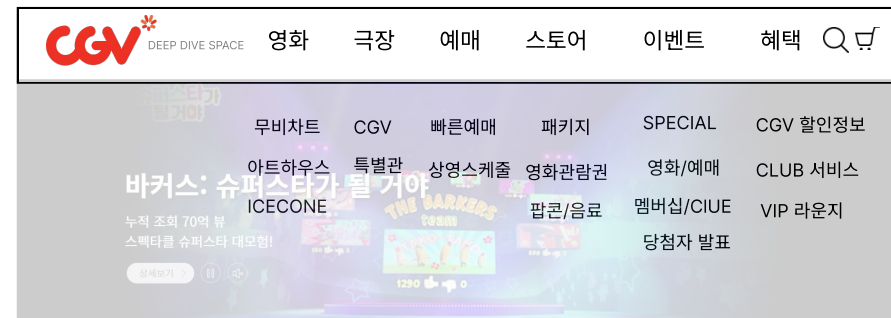 CGV DEEP DIVE SPACE 영화 극장 예매 스토어 이벤트 혜택
무비차트 CGV 빠른예매 패키지 SPECIAL CGV 할인정보
아트하우스 특별관 상영스케줄 영화관람권 영화/예매 CLUB 서비스
ICECONE 팝콘/음료 멤버십/CIUE VIP 라운지
당첨자 발표
바커스: 슈퍼스타가 될 거야
누적 조회 70억 뷰
스펙타클 슈퍼스타 대모험!
상세보기
THE BARKERS
team
1290 0